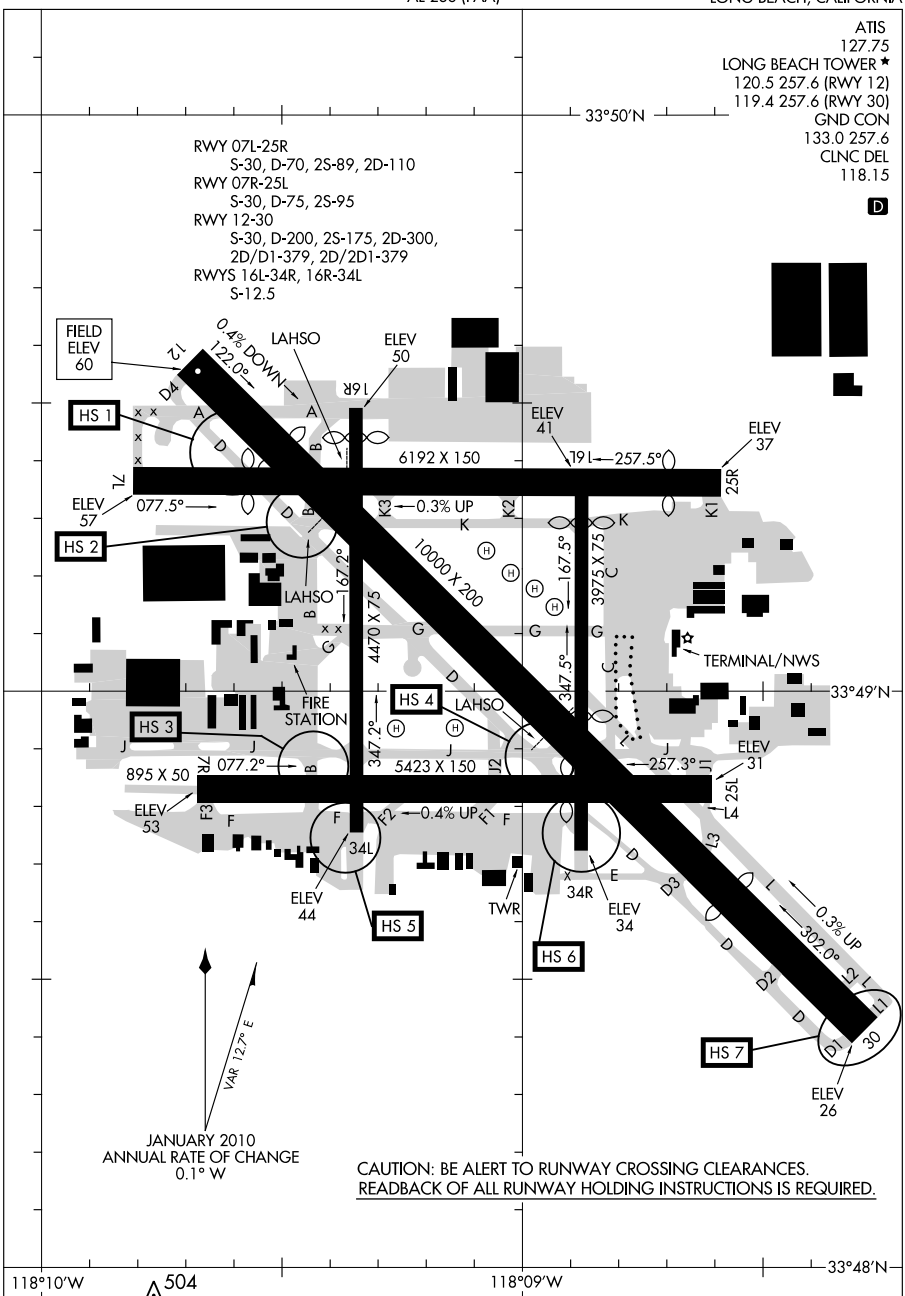 AL-236 (FAA)
LONG BEACH, CALIFORNIA
ATIS
127.75
LONG BEACH TOWER ★
120.5 257.6 (RWY 12)
119.4 257.6 (RWY 30)
GND CON
133.0 257.6
CLNC DEL
118.15
D
33°50'N
RWY 07L-25R
S-30, D-70, 2S-89, 2D-110
RWY 07R-25L
S-30, D-75, 2S-95
RWY 12-30
S-30, D-200, 2S-175, 2D-300,
2D/D1-379, 2D/2D1-379
RWYS 16L-34R, 16R-34L
S-12.5
FIELD
ELEV
60
12
0.4% DOWN
122.0°
LAHSO
ELEV
50
D4
A
A
16R
HS 1
D
B
ELEV
41
6192 X 150
16L
257.5°
ELEV
37
7L
25R
ELEV
57
077.5°
D
B
K3
0.3% UP
K2
K
K
K1
HS 2
10000 X 200
167.2°
H
H
H
H
167.5°
3975 X 75
C
LAHSO
B
4470 X 75
x x
G
G
G
G
TERMINAL/NWS
C
FIRE
STATION
D
347.5°
33°49'N
HS 4
LAHSO
HS 3
347.2°
H
H
L
J
J
J
J
7R
077.2°
B
J2
257.3°
J1
ELEV
31
895 X 50
5423 X 150
25L
ELEV
53
F3
F
F
F2
0.4% UP
F1
F
L4
L3
34L
D
ELEV
44
HS 5
TWR
x
34R
E
D3
ELEV
34
L
0.3% UP
302.0°
HS 6
D
D2
L2
L
L1
D
D1
30
HS 7
ELEV
26
VAR 12.7° E
JANUARY 2010
ANNUAL RATE OF CHANGE
0.1° W
CAUTION: BE ALERT TO RUNWAY CROSSING CLEARANCES.
READBACK OF ALL RUNWAY HOLDING INSTRUCTIONS IS REQUIRED.
33°48'N
118°10'W
504
118°09'W